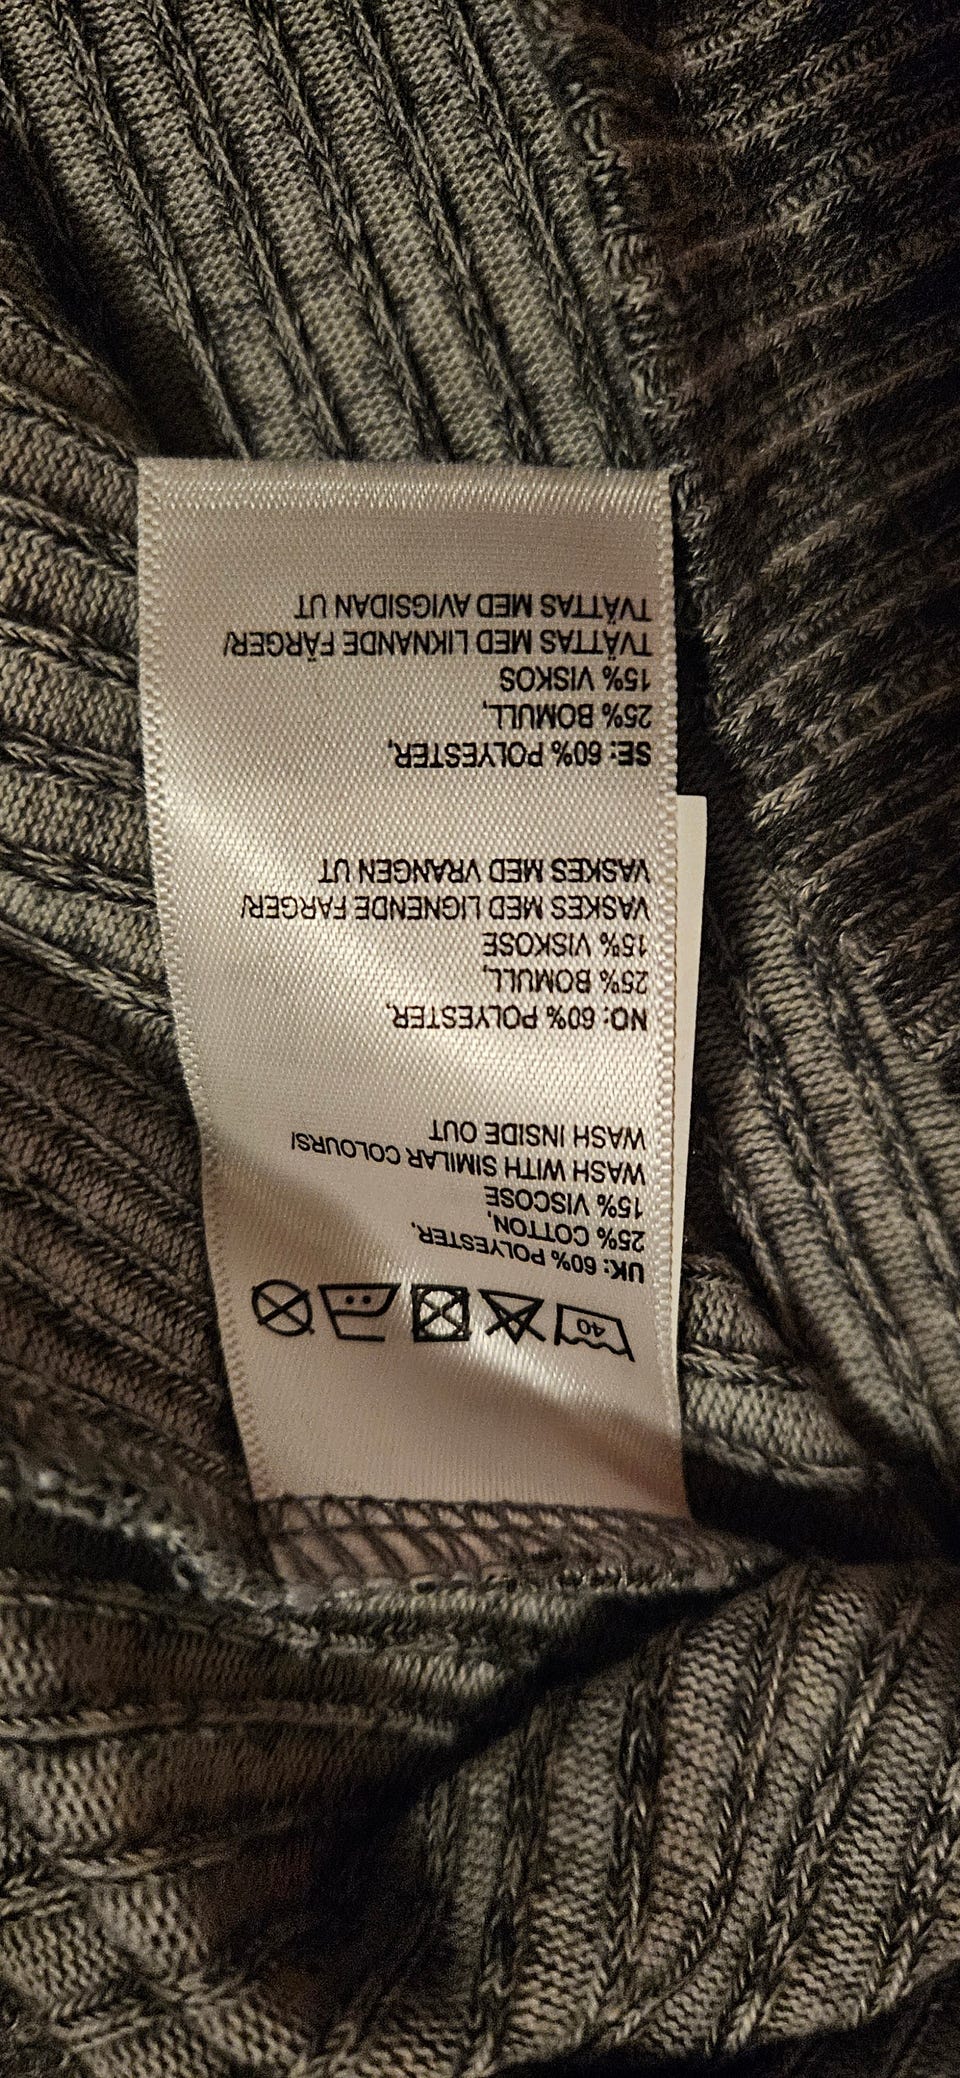 40
UK: 60% POLYESTER,
25% COTTON,
15% VISCOSE
WASH WITH SIMILAR COLOURS/
WASH INSIDE OUT
NO: 60% POLYESTER,
25% BOMULL,
15% VISKOSE
VASKES MED LIGNENDE FARGER/
VASKES MED VRANGEN UT
SE: 60% POLYESTER,
25% BOMULL,
15% VISKOS
TVÄTTAS MED LIKNANDE FÄRGER/
TVÄTTAS MED AVIGSIDAN UT